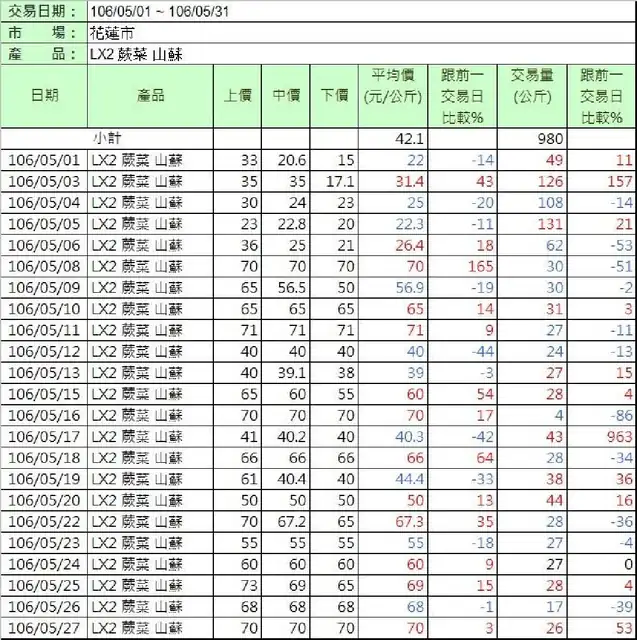 交易日期： 106/05/01 ~ 106/05/31
市 場： 花蓮市
產 品： LX2 蕨菜 山蘇
日期 產品 上價 中價 下價 平均價 (元/公斤) 跟前一交易日比較% 交易量 (公斤) 跟前一交易日比較%
小計 42.1 980
106/05/01 LX2 蕨菜 山蘇 33 20.6 15 22 -14 49 11
106/05/03 LX2 蕨菜 山蘇 35 35 17.1 31.4 43 126 157
106/05/04 LX2 蕨菜 山蘇 30 24 23 25 -20 108 -14
106/05/05 LX2 蕨菜 山蘇 23 22.8 20 22.3 -11 131 21
106/05/06 LX2 蕨菜 山蘇 36 25 21 26.4 18 62 -53
106/05/08 LX2 蕨菜 山蘇 70 70 70 70 165 30 -51
106/05/09 LX2 蕨菜 山蘇 65 56.5 50 56.9 -19 30 -2
106/05/10 LX2 蕨菜 山蘇 65 65 65 65 14 31 3
106/05/11 LX2 蕨菜 山蘇 71 71 71 71 9 27 -11
106/05/12 LX2 蕨菜 山蘇 40 40 40 40 -44 24 -13
106/05/13 LX2 蕨菜 山蘇 40 39.1 38 39 -3 27 15
106/05/15 LX2 蕨菜 山蘇 65 60 55 60 54 28 4
106/05/16 LX2 蕨菜 山蘇 70 70 70 70 17 4 -86
106/05/17 LX2 蕨菜 山蘇 41 40.2 40 40.3 -42 43 963
106/05/18 LX2 蕨菜 山蘇 66 66 66 66 64 28 -34
106/05/19 LX2 蕨菜 山蘇 61 40.4 40 44.4 -33 38 36
106/05/20 LX2 蕨菜 山蘇 50 50 50 50 13 44 16
106/05/22 LX2 蕨菜 山蘇 70 67.2 65 67.3 35 28 -36
106/05/23 LX2 蕨菜 山蘇 55 55 55 55 -18 27 -4
106/05/24 LX2 蕨菜 山蘇 60 60 60 60 9 27 0
106/05/25 LX2 蕨菜 山蘇 73 69 65 69 15 28 4
106/05/26 LX2 蕨菜 山蘇 68 68 68 68 -1 17 -39
106/05/27 LX2 蕨菜 山蘇 70 70 70 70 3 26 53